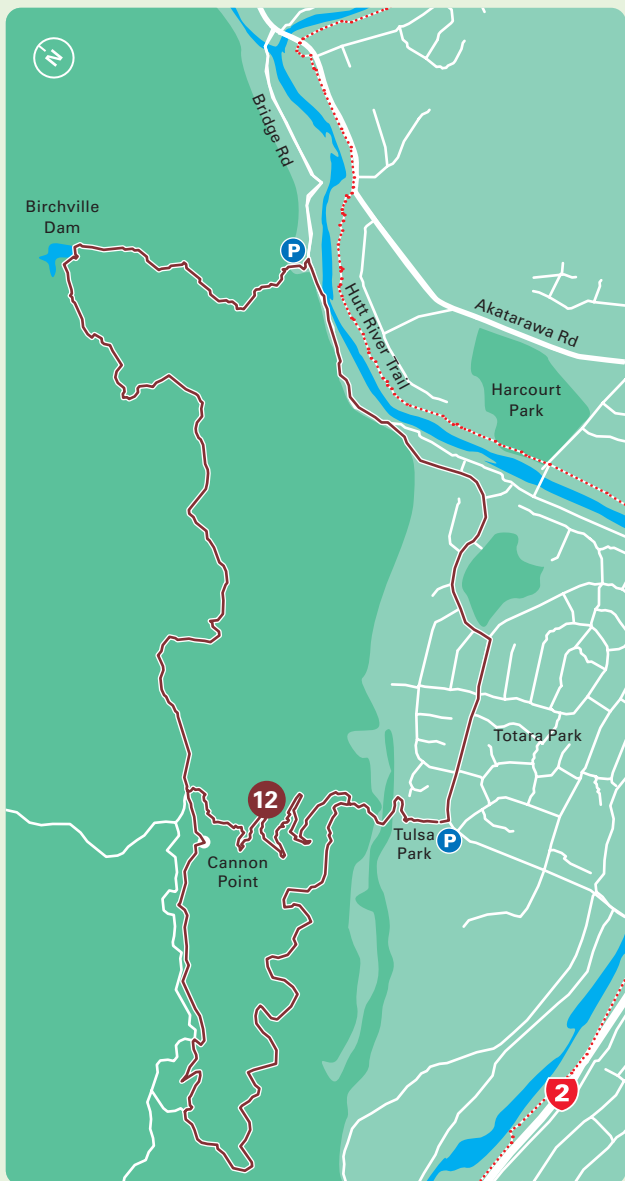 N
Bridge Rd
Birchville
Dam
P
Hutt River Trail
Akatarawa Rd
Harcourt
Park
Totara Park
12
Tulsa
Park
P
Cannon
Point
2